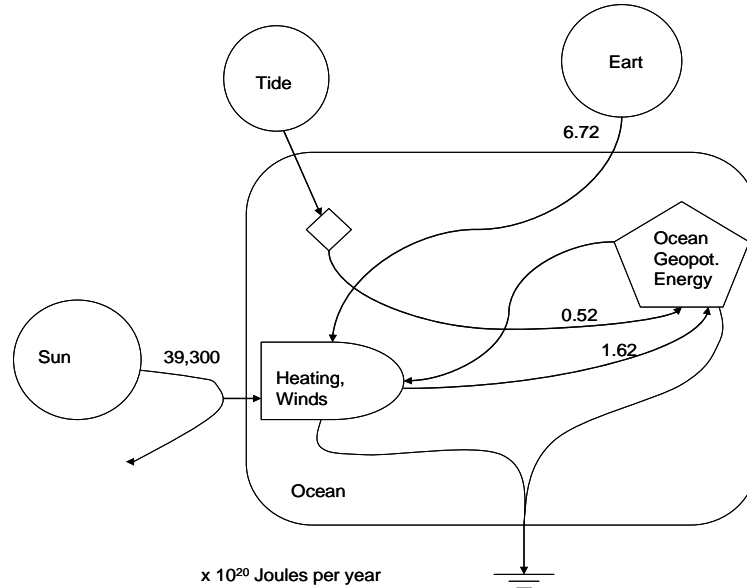 Tide
Eart
6.72
Ocean
Geopot.
Energy
0.52
1.62
Sun
39,300
Heating,
Winds
Ocean
x 10²⁰ Joules per year